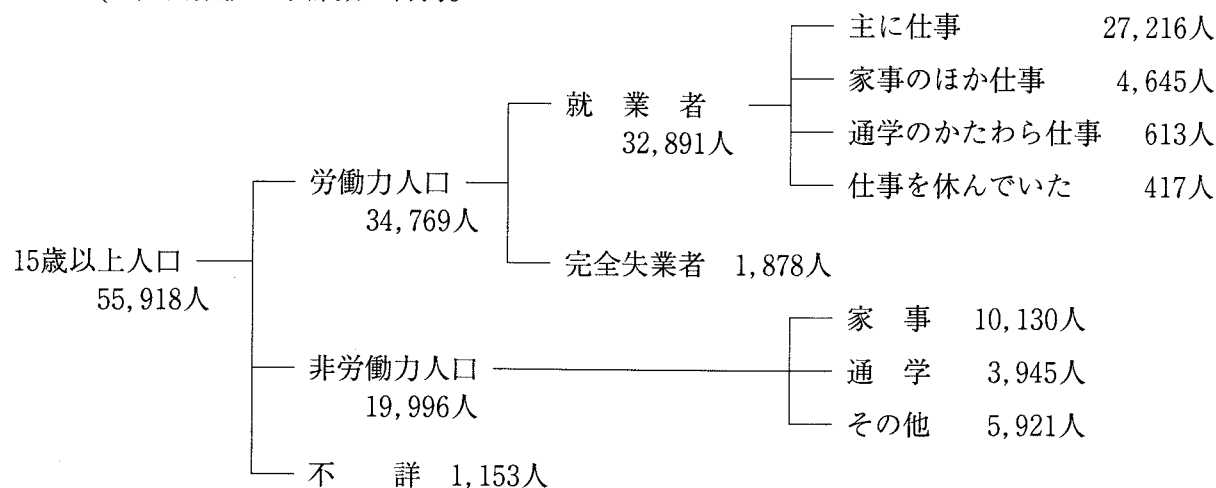 主に仕事 27,216人
家事のほか仕事 4,645人
就業者
32,891人
通学のかたわら仕事 613人
労働力人口
34,769人
仕事を休んでいた 417人
15歳以上人口
55,918人
完全失業者 1,878人
家事 10,130人
非労働力人口
19,996人
通学 3,945人
その他 5,921人
不詳 1,153人